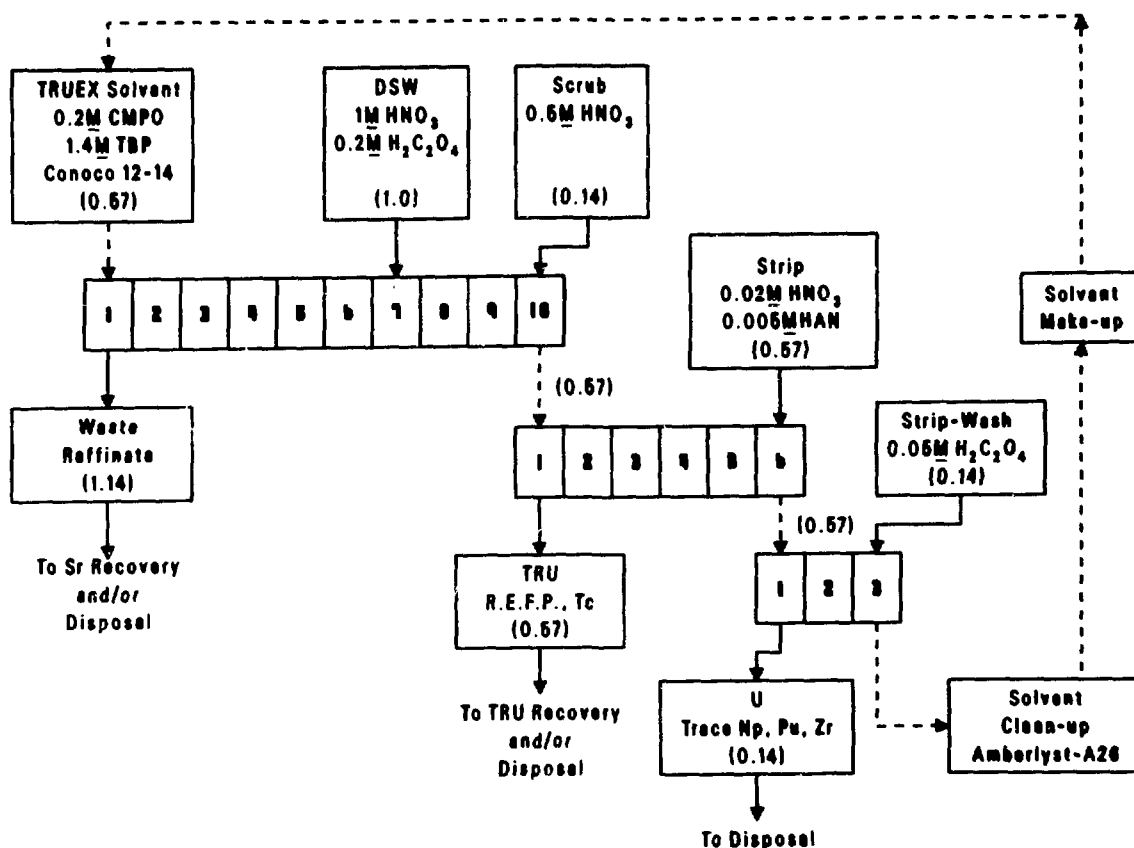 TRUEX Solvent
0.2M CMPO
1.4M TBP
Conoco 12-14
(0.57)
DSW
1M HNO₃
0.2M H₂C₂O₄
(1.0)
Scrub
0.5M HNO₃
(0.14)
1 2 3 4 5 6 7 8 9 10
Waste
Raffinate
(1.14)
To Sr Recovery
and/or
Disposal
(0.57)
Strip
0.02M HNO₃
0.005M HAN
(0.57)
Solvent
Make-up
1 2 3 4 5 6
Strip-Wash
0.05M H₂C₂O₄
(0.14)
(0.57)
TRU
R.E.F.P., Tc
(0.57)
To TRU Recovery
and/or
Disposal
1 2 3
U
Trace Np, Pu, Zr
(0.14)
To Disposal
Solvent
Clean-up
Amberlyst-A26